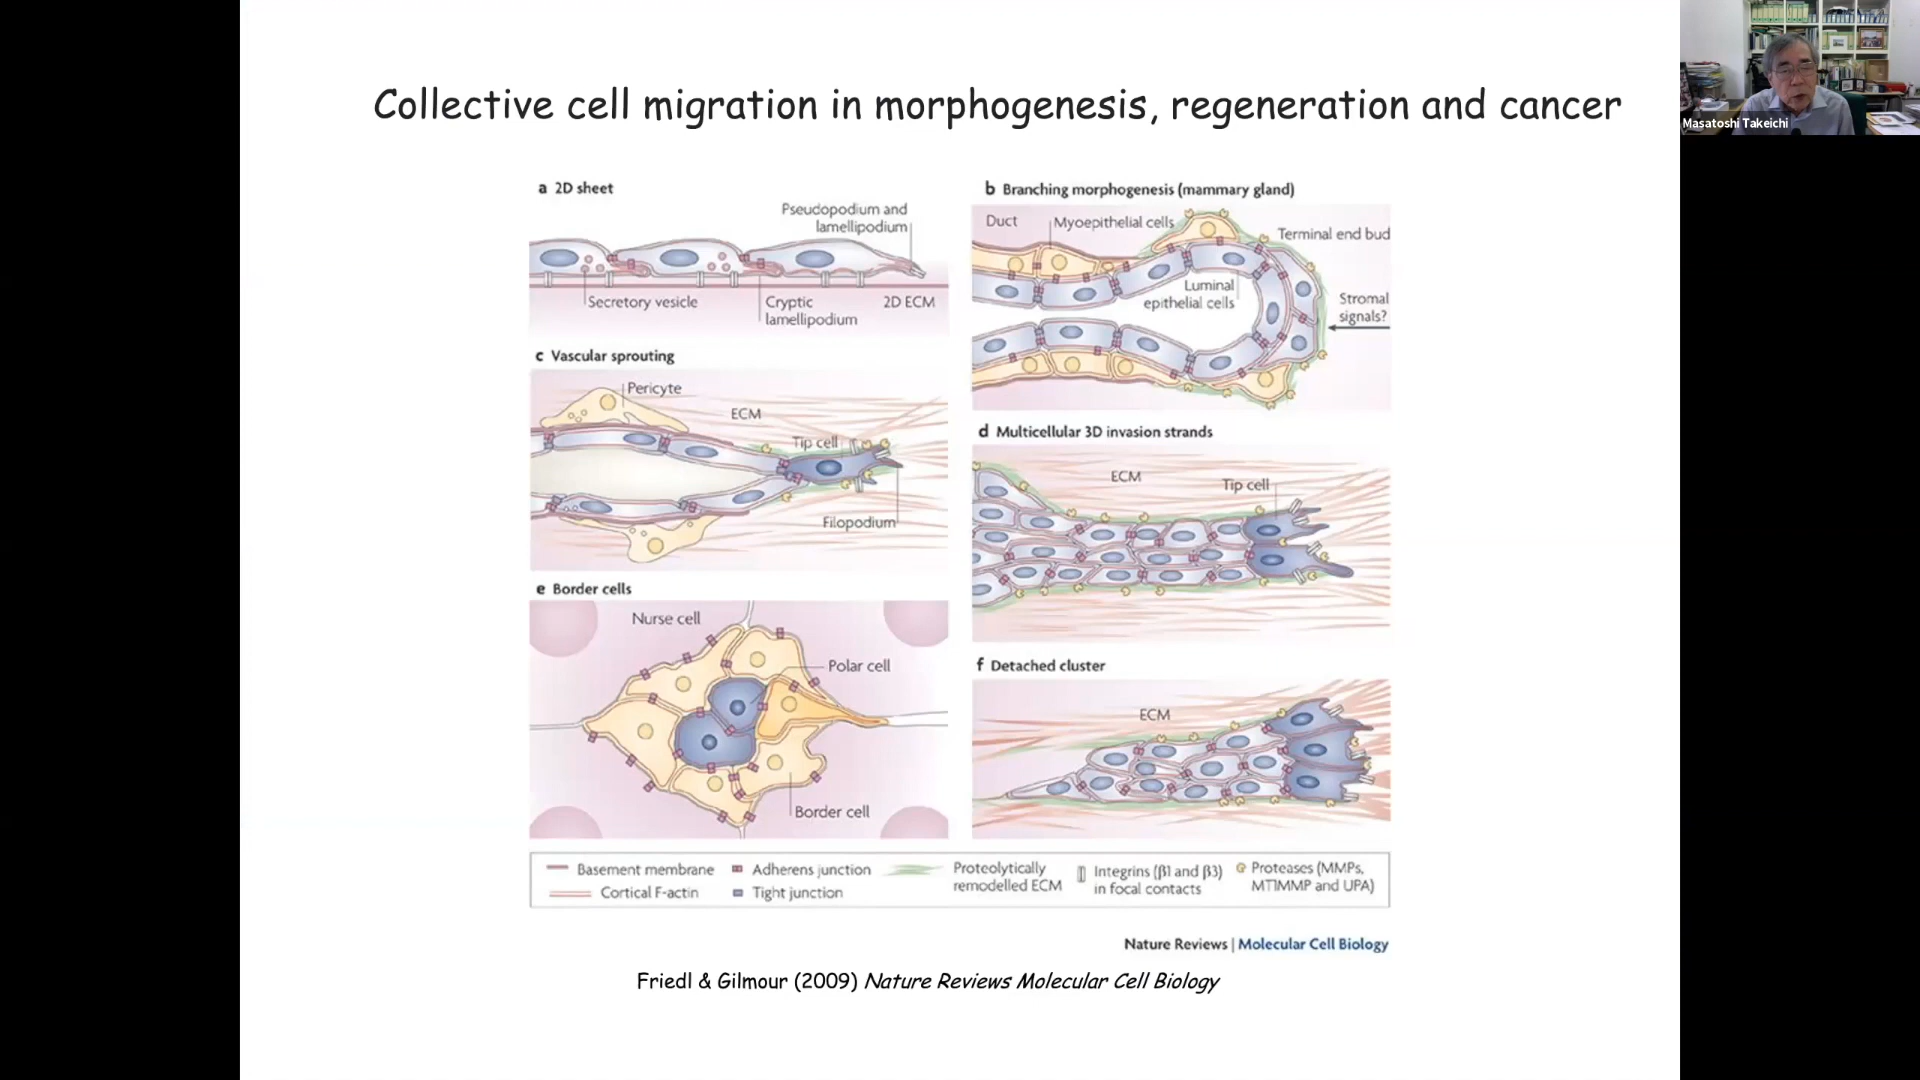 Collective cell migration in morphogenesis, regeneration and cancer
Masatoshi Takeichi
a 2D sheet
Pseudopodium and
lamellipodium
Secretory vesicle
Cryptic
lamellipodium
2D ECM
b Branching morphogenesis (mammary gland)
Duct
Myoepithelial cells
Terminal end bud
Luminal
epithelial cells
Stromal
signals?
c Vascular sprouting
Pericyte
ECM
Tip cell
Filopodium
d Multicellular 3D invasion strands
ECM
Tip cell
e Border cells
Nurse cell
Polar cell
Border cell
f Detached cluster
ECM
Basement membrane
Cortical F-actin
Adherens junction
Tight junction
Proteolytically
remodelled ECM
Integrins (β1 and β3)
in focal contacts
Proteases (MMPs,
MT1MMP and UPA)
Nature Reviews | Molecular Cell Biology
Friedl & Gilmour (2009) Nature Reviews Molecular Cell Biology